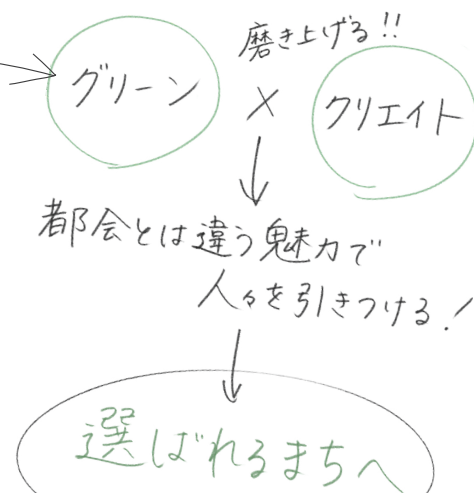 磨き上げる!!
グリーン × クリエイト
都会とは違う魅力で
人々を引きつける!
選ばれるまちへ